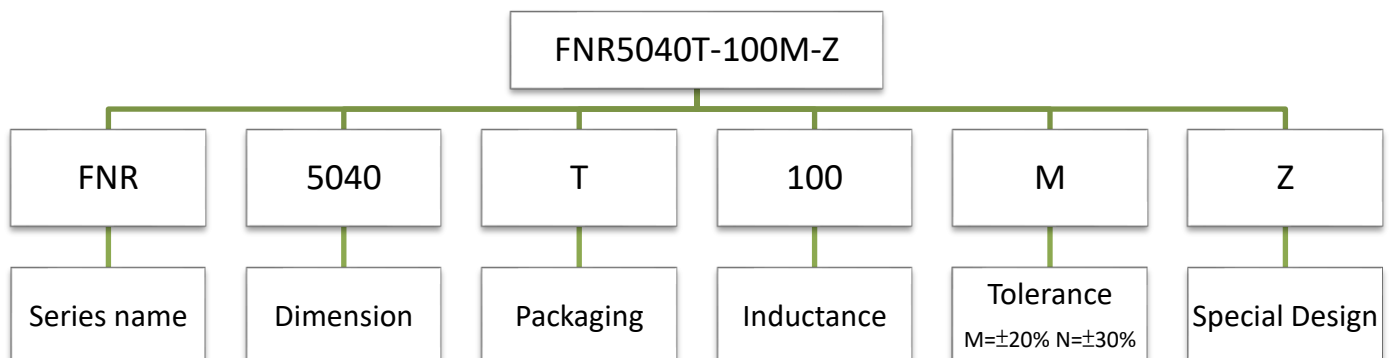 FNR5040T-100M-Z
FNR
5040
T
100
M
Z
Series name
Dimension
Packaging
Inductance
Tolerance
M=±20% N=±30%
Special Design